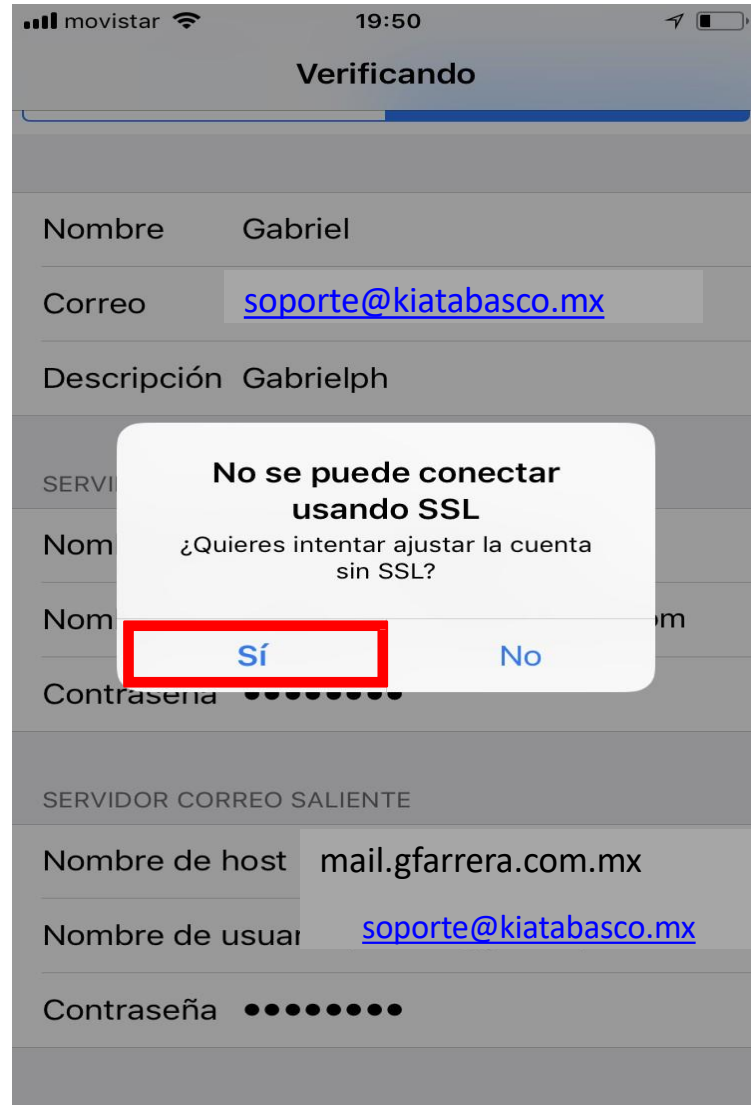 movistar 19:50
Verificando
Nombre Gabriel
Correo soporte@kiatabasco.mx
Descripción Gabrielph
No se puede conectar
usando SSL
¿Quieres intentar ajustar la cuenta
sin SSL?
Sí No
Contraseña
SERVIDOR CORREO SALIENTE
Nombre de host mail.gfarrera.com.mx
Nombre de soporte@kiatabasco.mx
Contraseña